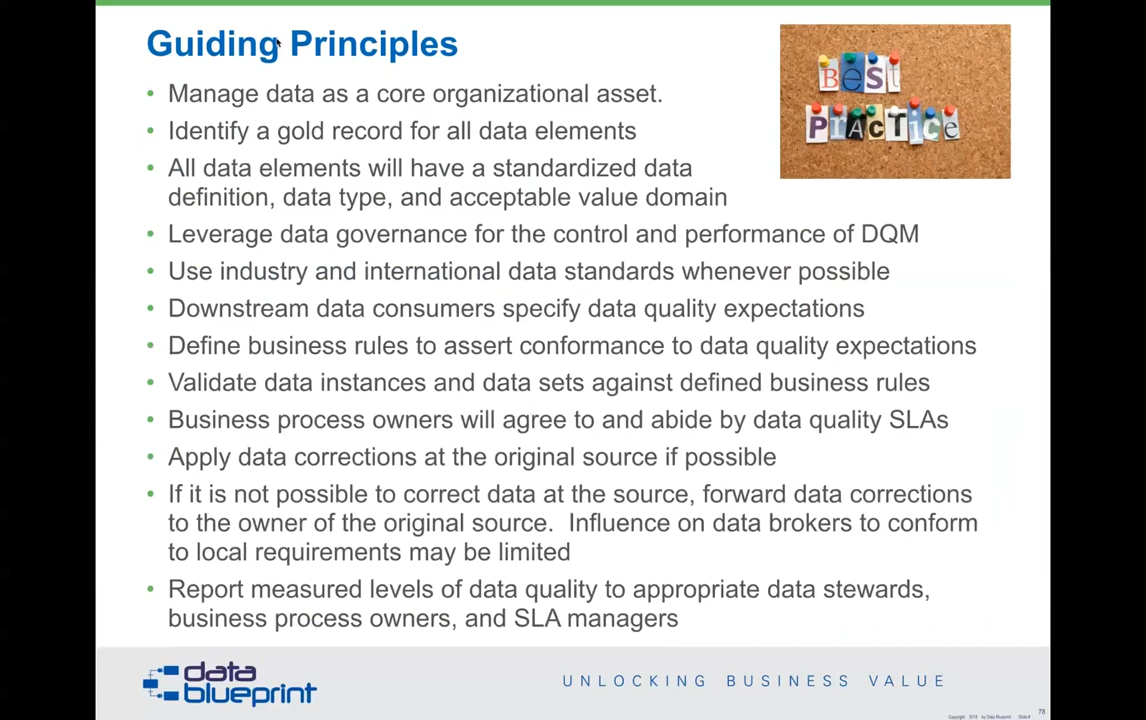 Guiding Principles
Best
Practice
• Manage data as a core organizational asset.
• Identify a gold record for all data elements
• All data elements will have a standardized data
definition, data type, and acceptable value domain
• Leverage data governance for the control and performance of DQM
• Use industry and international data standards whenever possible
• Downstream data consumers specify data quality expectations
• Define business rules to assert conformance to data quality expectations
• Validate data instances and data sets against defined business rules
• Business process owners will agree to and abide by data quality SLAs
• Apply data corrections at the original source if possible
• If it is not possible to correct data at the source, forward data corrections
to the owner of the original source.  Influence on data brokers to conform
to local requirements may be limited
• Report measured levels of data quality to appropriate data stewards,
business process owners, and SLA managers
data
blueprint
UNLOCKING BUSINESS VALUE
78
by Data Blueprint
Slide #